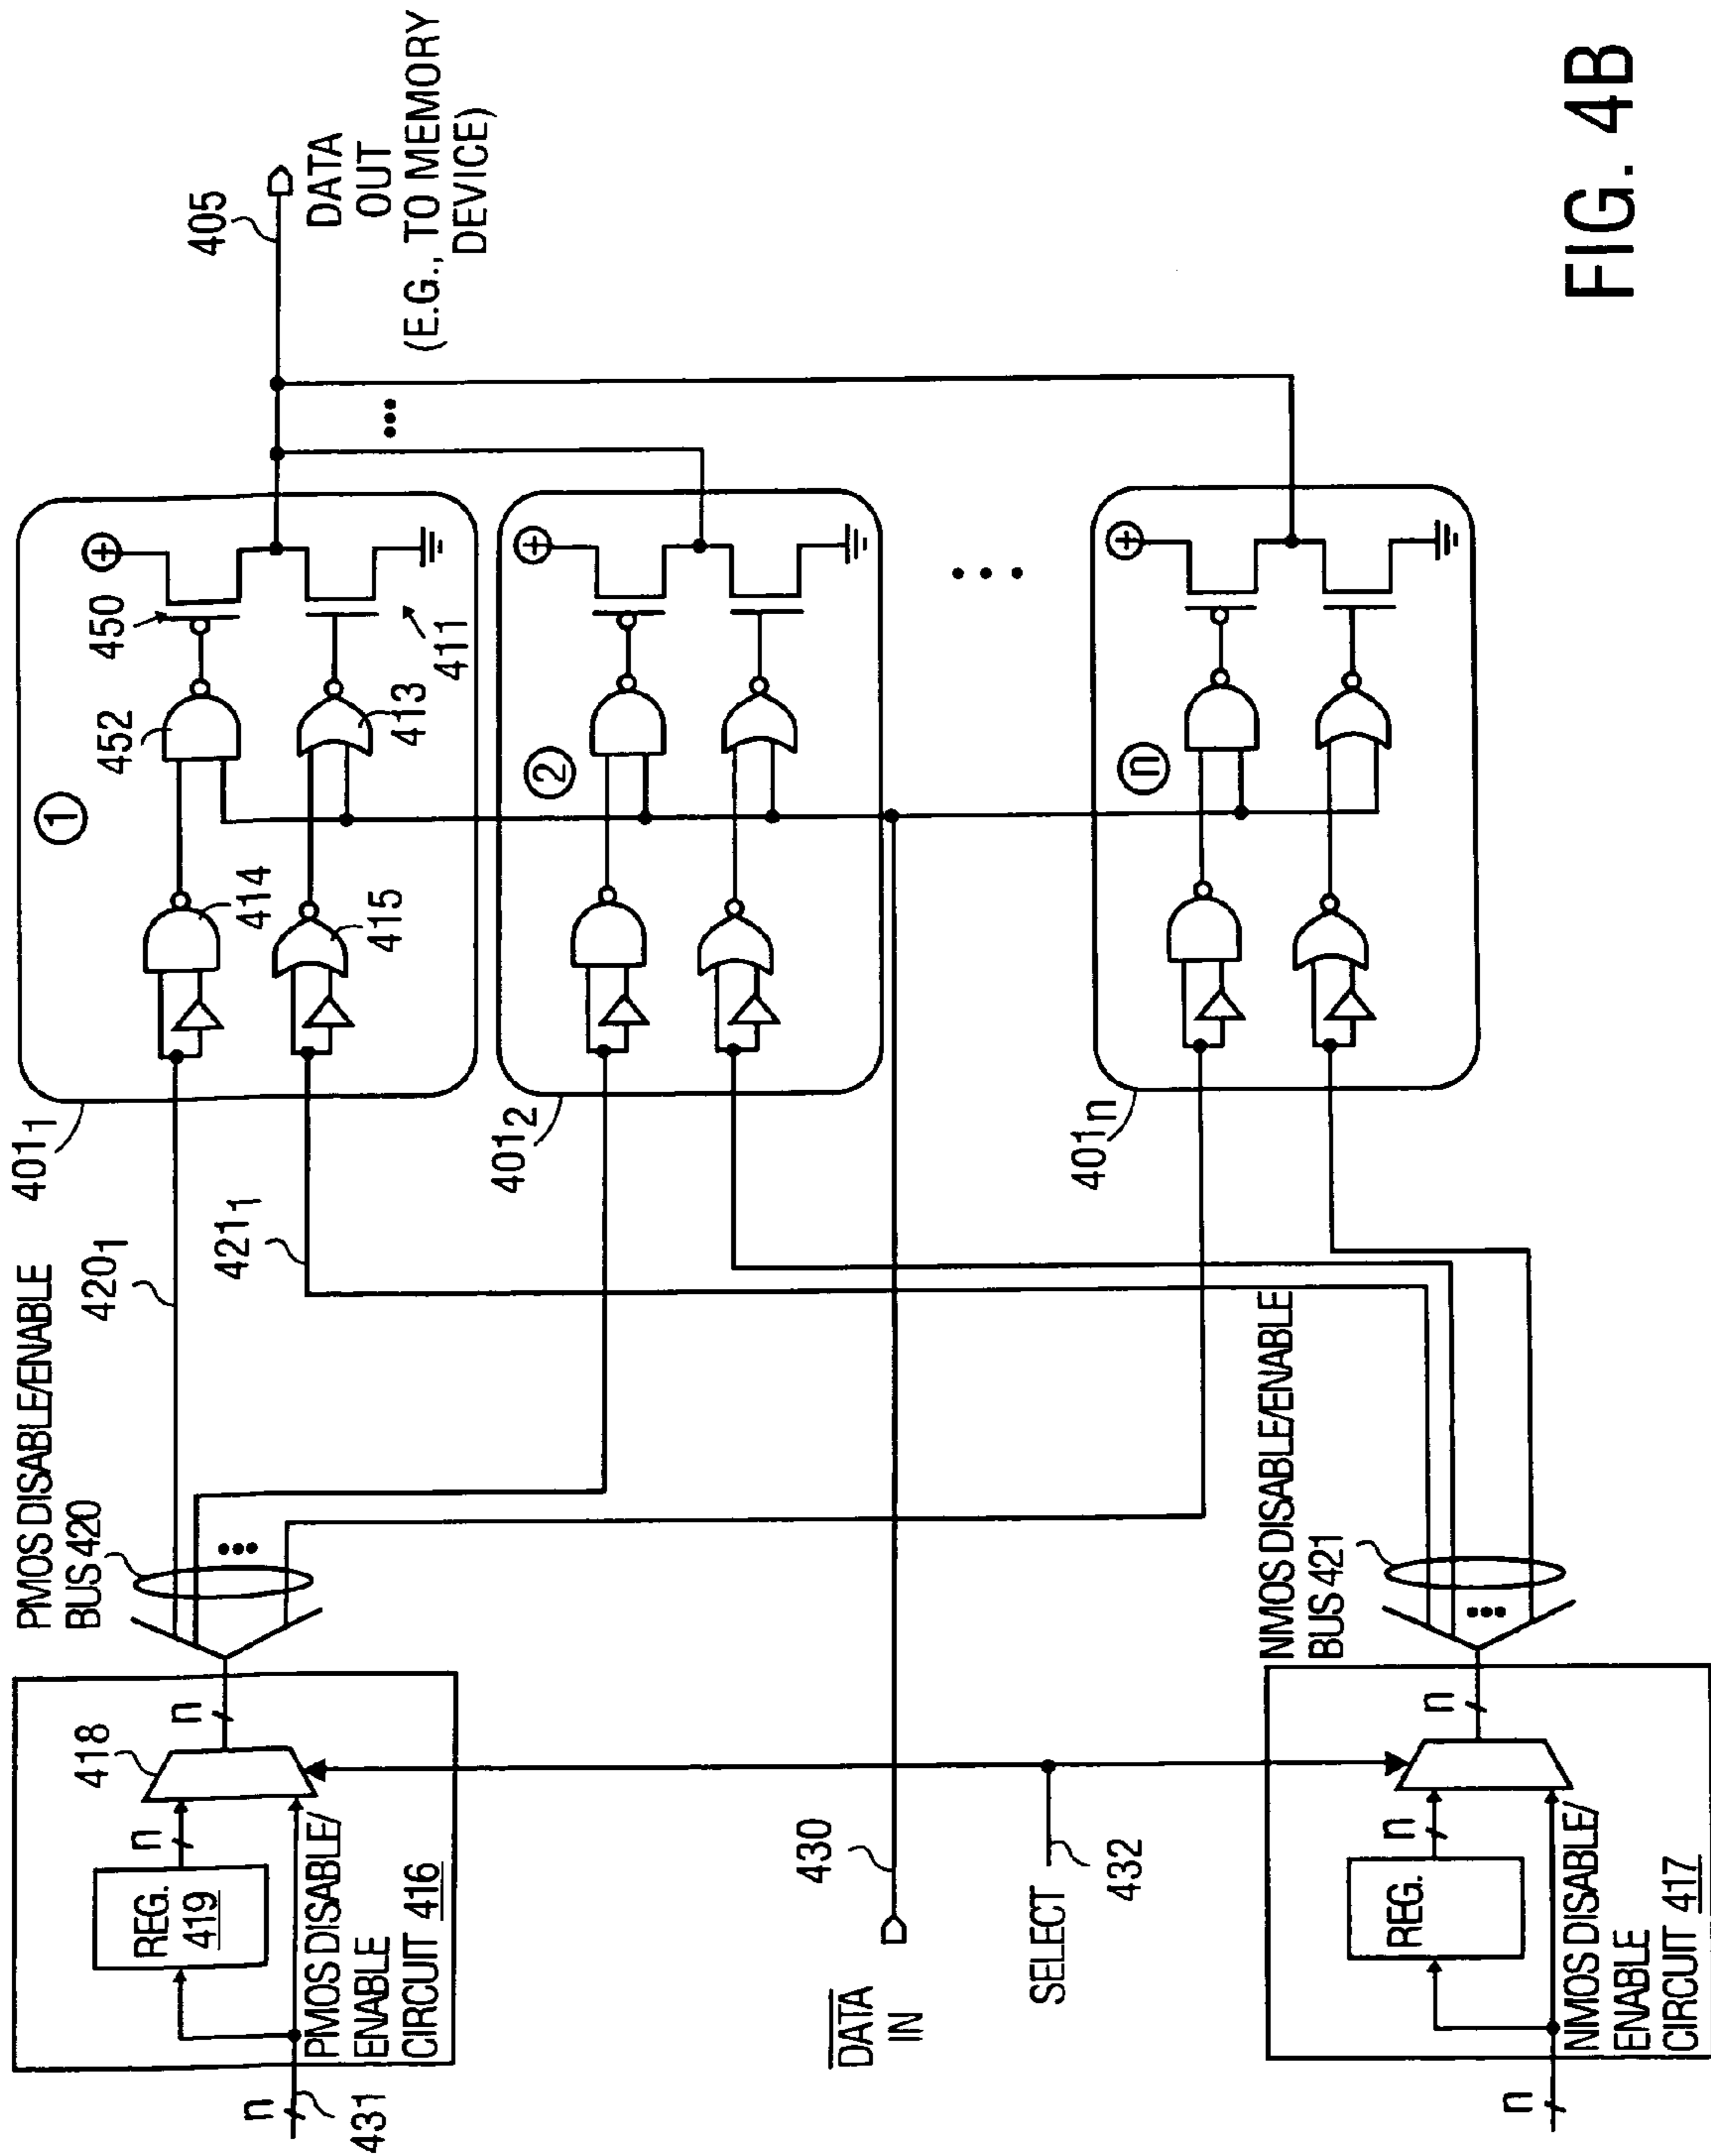 PMOS DISABLE/ENABLE
BUS 420
420₁
401₁
①
414
452
450
405
DATA
OUT
(E.G., TO MEMORY
DEVICE)
n
418
n
REG.
419
PMOS DISABLE/
ENABLE
CIRCUIT 416
n
431
421₁
415
413
411
401₂
②
DATA
IN
430
SELECT
432
401n
ⓝ
NMOS DISABLE/ENABLE
BUS 421
n
n
REG.
NMOS DISABLE/
ENABLE
CIRCUIT 417
n
FIG. 4B